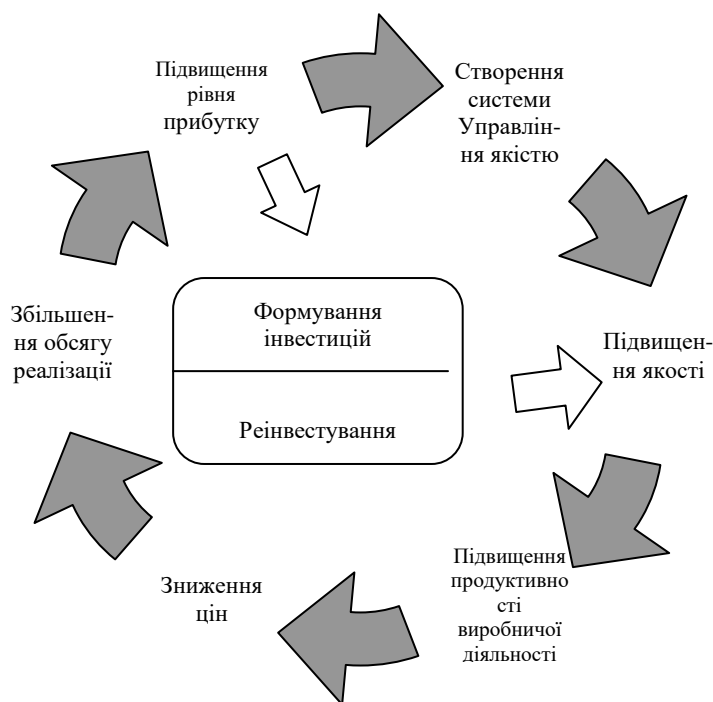 Підвищення
рівня
прибутку
Створення
системи
Управлін-
ня якістю
Підвищен-
ня якості
Підвищення
продуктивно
сті
виробничої
діяльності
Зниження
цін
Збільшен-
ня обсягу
реалізації
Формування
інвестицій
Реінвестування